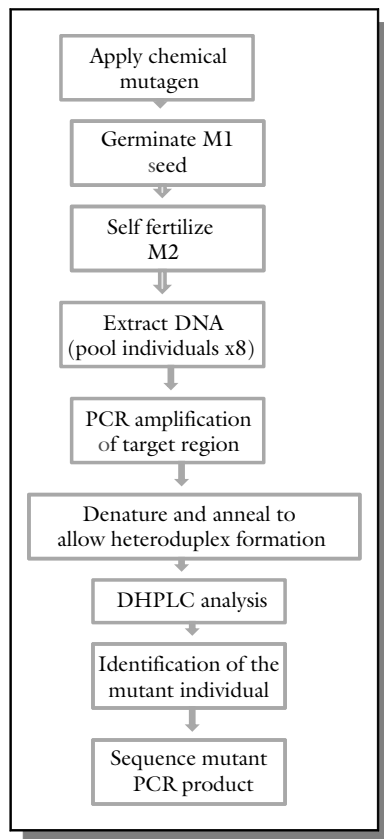 Apply chemical
mutagen
Germinate M1
seed
Self fertilize
M2
Extract DNA
(pool individuals x8)
PCR amplification
of target region
Denature and anneal to
allow heteroduplex formation
DHPLC analysis
Identification of the
mutant individual
Sequence mutant
PCR product